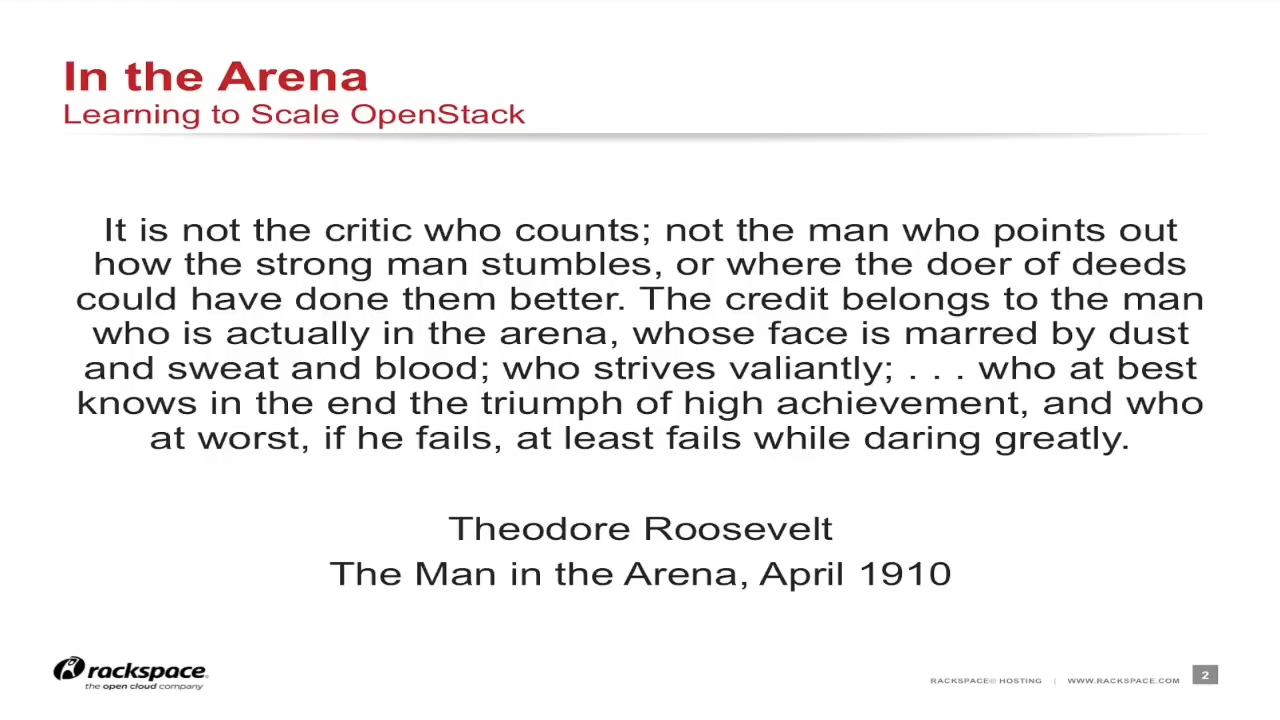 In the Arena
Learning to Scale OpenStack
It is not the critic who counts; not the man who points out
how the strong man stumbles, or where the doer of deeds
could have done them better. The credit belongs to the man
who is actually in the arena, whose face is marred by dust
and sweat and blood; who strives valiantly; . . . who at best
knows in the end the triumph of high achievement, and who
at worst, if he fails, at least fails while daring greatly.
Theodore Roosevelt
The Man in the Arena, April 1910
rackspace®
the open cloud company
RACKSPACE® HOSTING | WWW.RACKSPACE.COM
2